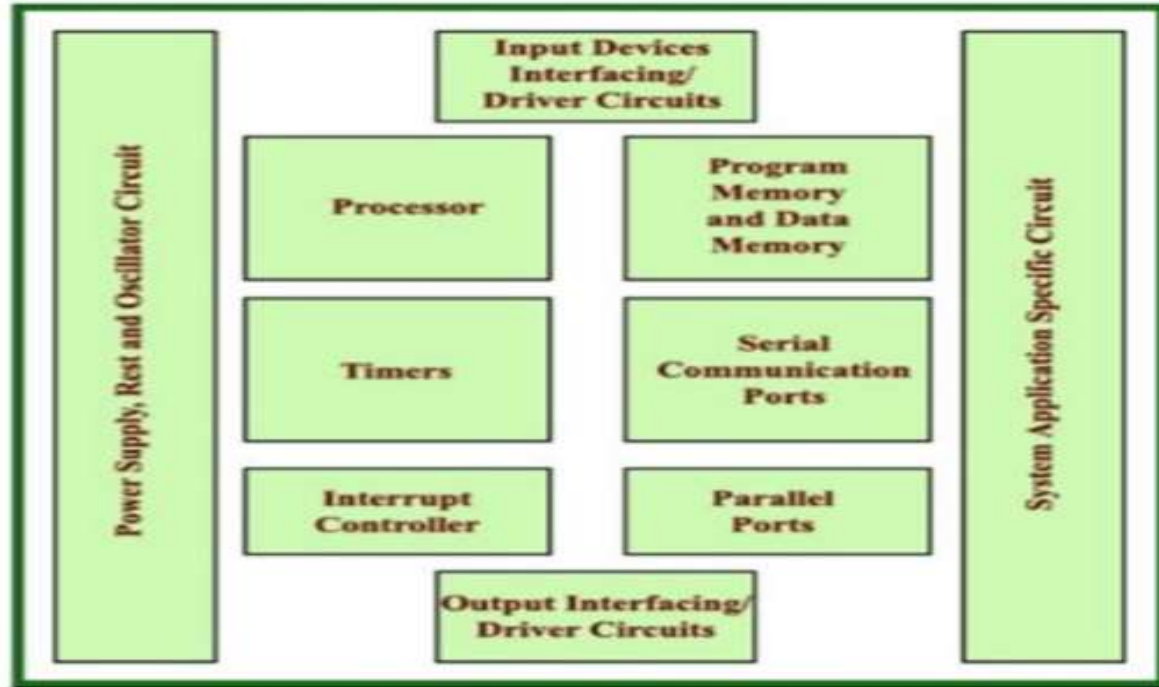 Input Devices
Interfacing/
Driver Circuits
Power Supply, Rest and Oscillator Circuit
Processor
Program
Memory
and Data
Memory
System Application Specific Circuit
Timers
Serial
Communication
Ports
Interrupt
Controller
Parallel
Ports
Output Interfacing/
Driver Circuits